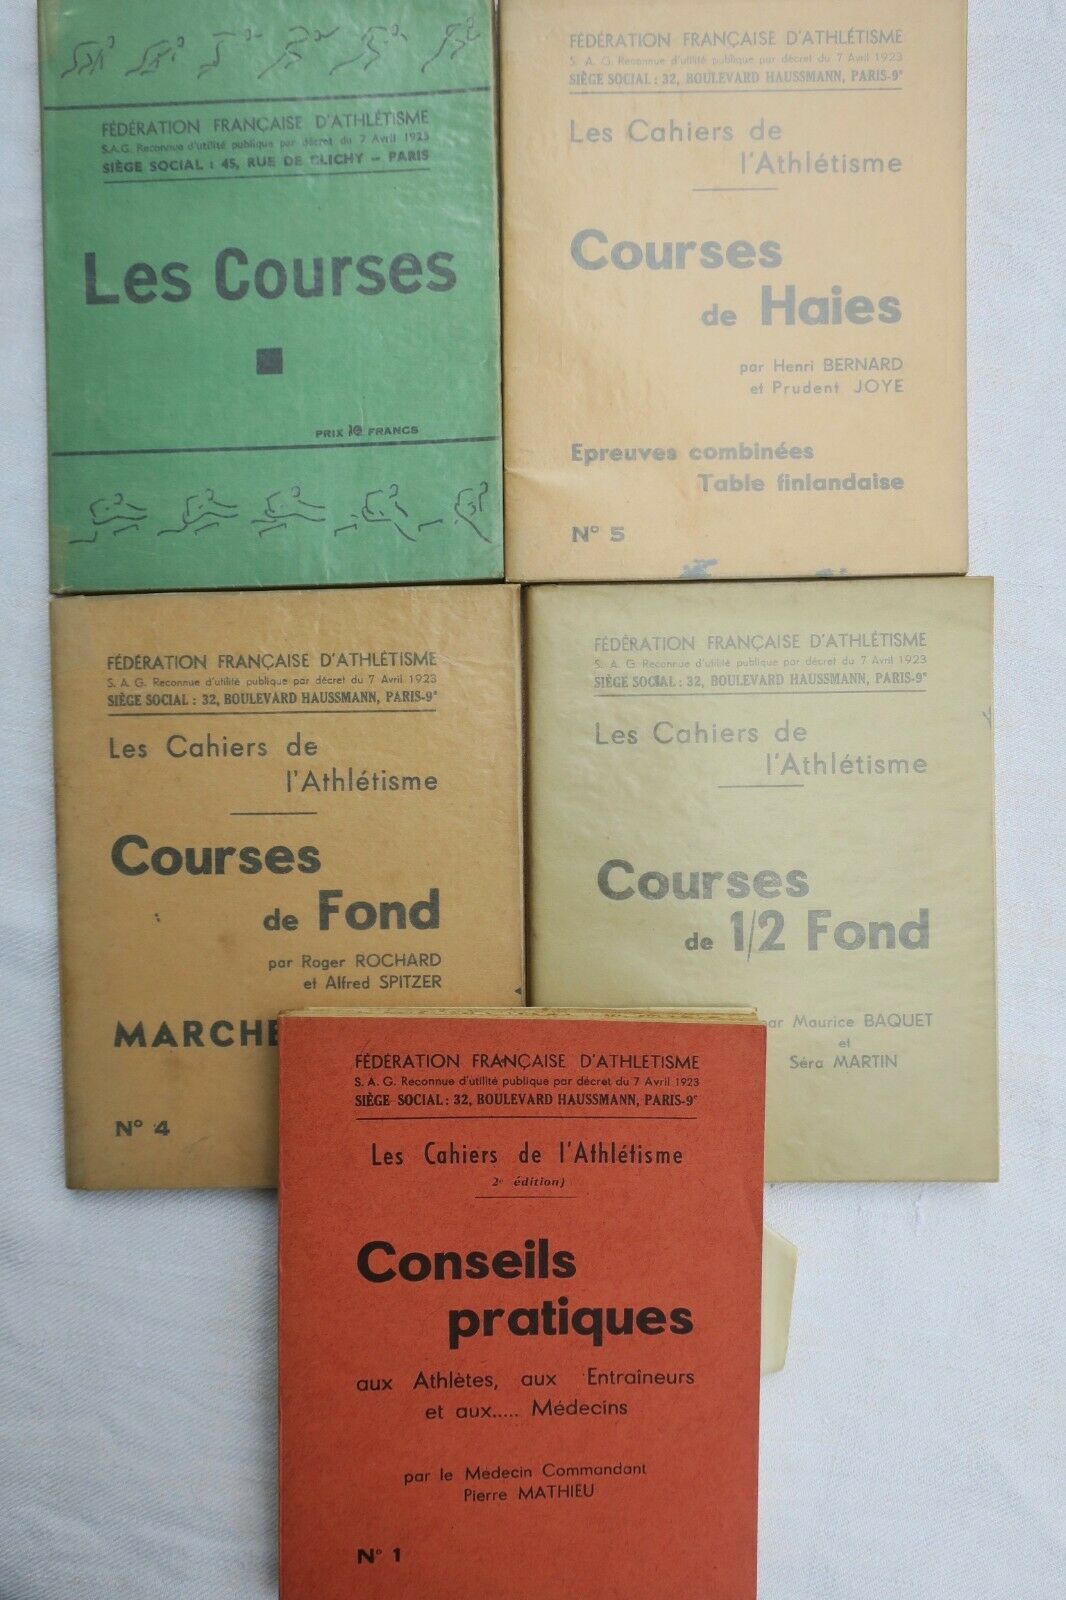 FÉDÉRATION FRANÇAISE D'ATHLÉTISME
S.A.G. Reconnue d'utilité publique par décret du 7 Avril 1923
SIÈGE SOCIAL : 45, RUE DE CLICHY – PARIS
Les Courses
PRIX 10 FRANCS
FÉDÉRATION FRANÇAISE D'ATHLÉTISME
S. A. G. Reconnue d'utilité publique par décret du 7 Avril 1923
SIÈGE SOCIAL : 32, BOULEVARD HAUSSMANN, PARIS-9e
Les Cahiers de
l'Athlétisme
Courses
de Haies
par Henri BERNARD
et Prudent JOYE
Epreuves combinées
Table finlandaise
N° 5
FÉDÉRATION FRANÇAISE D'ATHLÉTISME
S. A. G. Reconnue d'utilité publique par décret du 7 Avril 1923
SIÈGE SOCIAL : 32, BOULEVARD HAUSSMANN, PARIS-9e
Les Cahiers de
l'Athlétisme
Courses
de Fond
par Roger ROCHARD
et Alfred SPITZER
MARCHE
N° 4
FÉDÉRATION FRANÇAISE D'ATHLÉTISME
S. A. G. Reconnue d'utilité publique par décret du 7 Avril 1923
SIÈGE SOCIAL : 32, BOULEVARD HAUSSMANN, PARIS-9e
Les Cahiers de
l'Athlétisme
Courses
de 1/2 Fond
par Maurice BAQUET
et
Séra MARTIN
FÉDÉRATION FRANÇAISE D'ATHLETISME
S. A. G. Reconnue d'utilité publique par décret du 7 Avril 1923
SIÈGE SOCIAL : 32, BOULEVARD HAUSSMANN, PARIS-9e
Les Cahiers de l'Athlétisme
2e édition)
Conseils
pratiques
aux Athlètes, aux Entraîneurs
et aux..... Médecins
par le Médecin Commandant
Pierre MATHIEU
N° 1